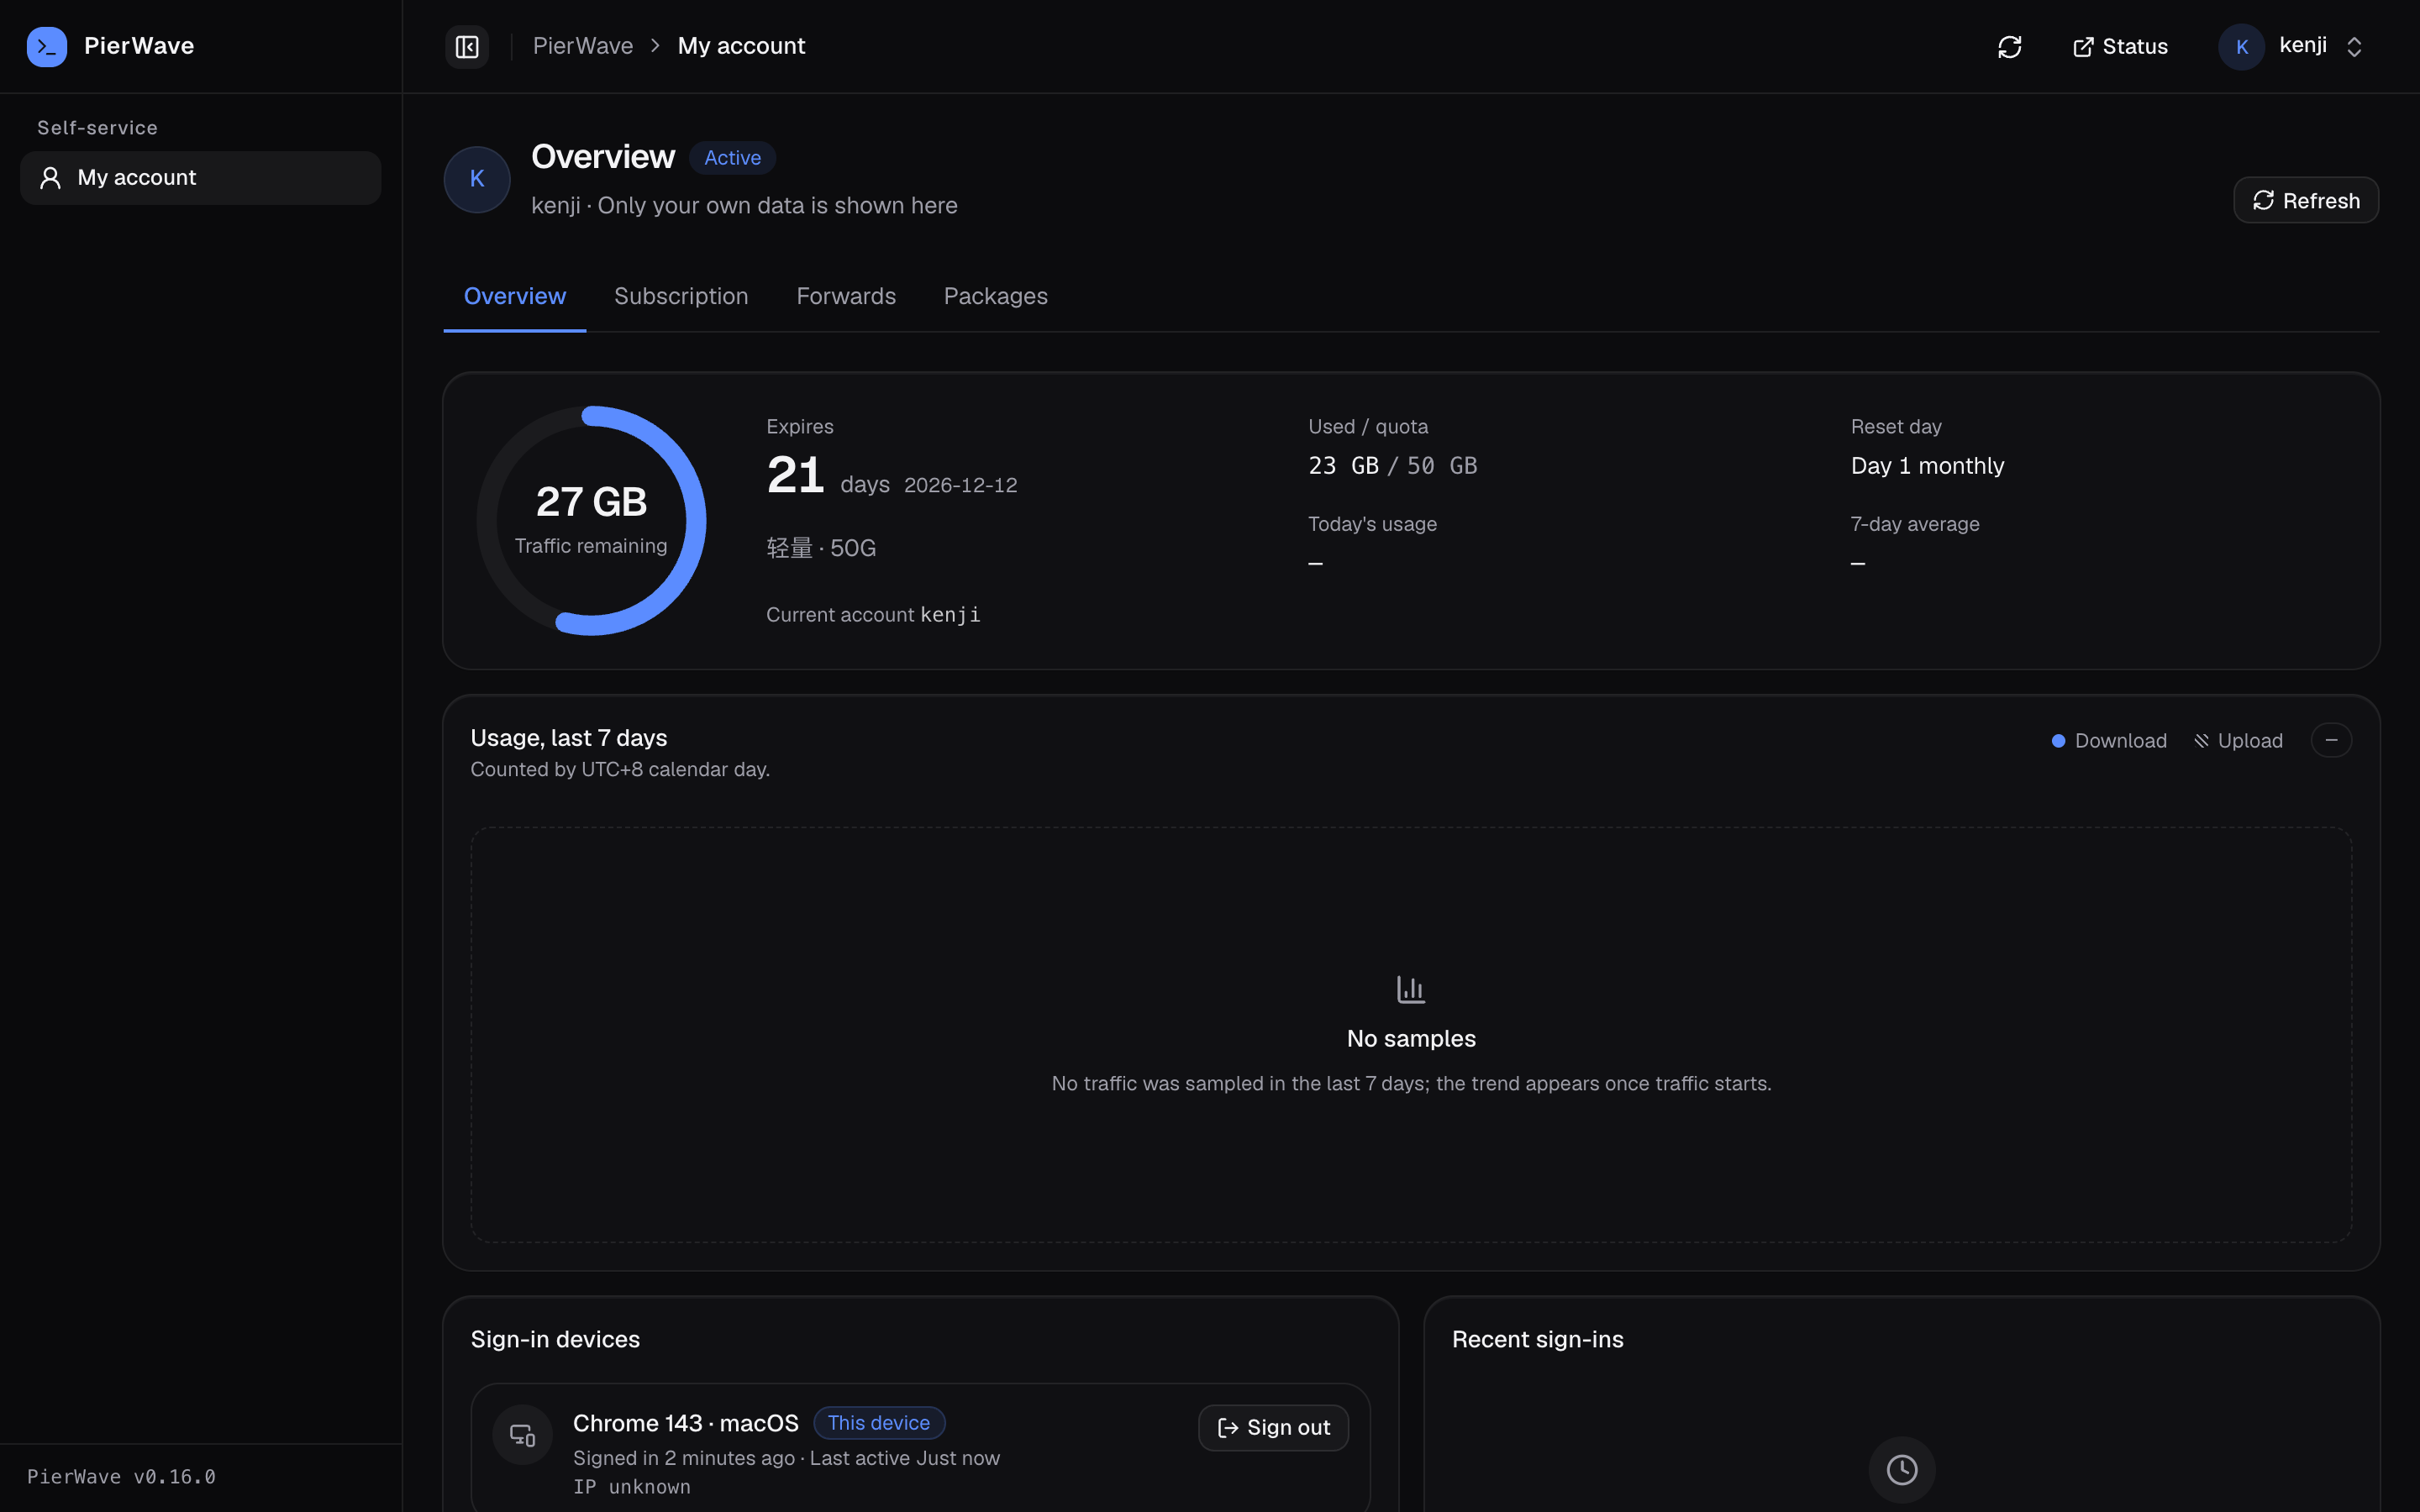 PierWave
PierWave > My account
Status
K
kenji
Self-service
My account
K
Overview
Active
kenji · Only your own data is shown here
Refresh
Overview
Subscription
Forwards
Packages
27 GB
Traffic remaining
Expires
21 days 2026-12-12
轻量 · 50G
Current account kenji
Used / quota
23 GB / 50 GB
Today's usage
–
Reset day
Day 1 monthly
7-day average
–
Usage, last 7 days
Counted by UTC+8 calendar day.
Download
Upload
–
No samples
No traffic was sampled in the last 7 days; the trend appears once traffic starts.
Sign-in devices
Chrome 143 · macOS
This device
Signed in 2 minutes ago · Last active Just now
IP unknown
Sign out
Recent sign-ins
PierWave v0.16.0